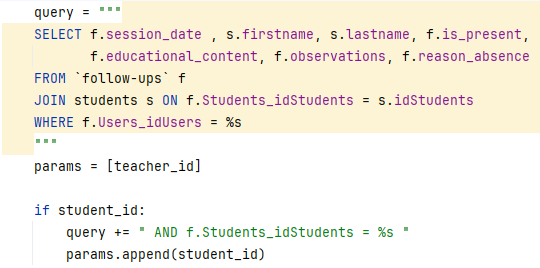 query = """
SELECT f.session_date , s.firstname, s.lastname, f.is_present,
f.educational_content, f.observations, f.reason_absence
FROM `follow-ups` f
JOIN students s ON f.Students_idStudents = s.idStudents
WHERE f.Users_idUsers = %s
"""
params = [teacher_id]
if student_id:
query += " AND f.Students_idStudents = %s "
params.append(student_id)